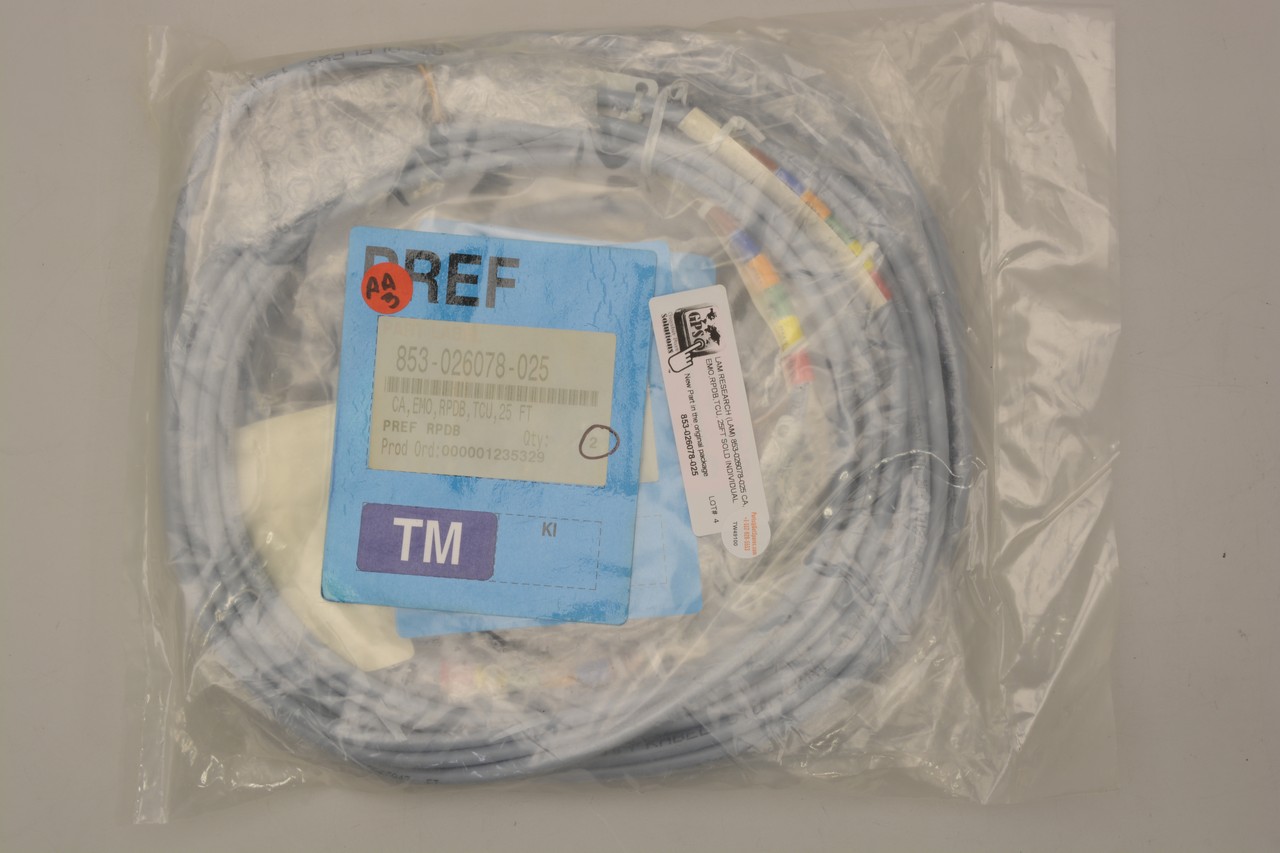 PREF
AA
3
853-026078-025
CA,EMO,RPDB,TCU,25 FT
PREF RPDB
Qty: 2
Prod Ord:000001235329
TM
KI
GPS
Solutions
LAM RESEARCH (LAM) 853-026078-025 CA,
EMO,RPDB,TCU, 25FT SOLD INDIVIDUAL
New Part in the original package
853-026078-025
LOT# 4